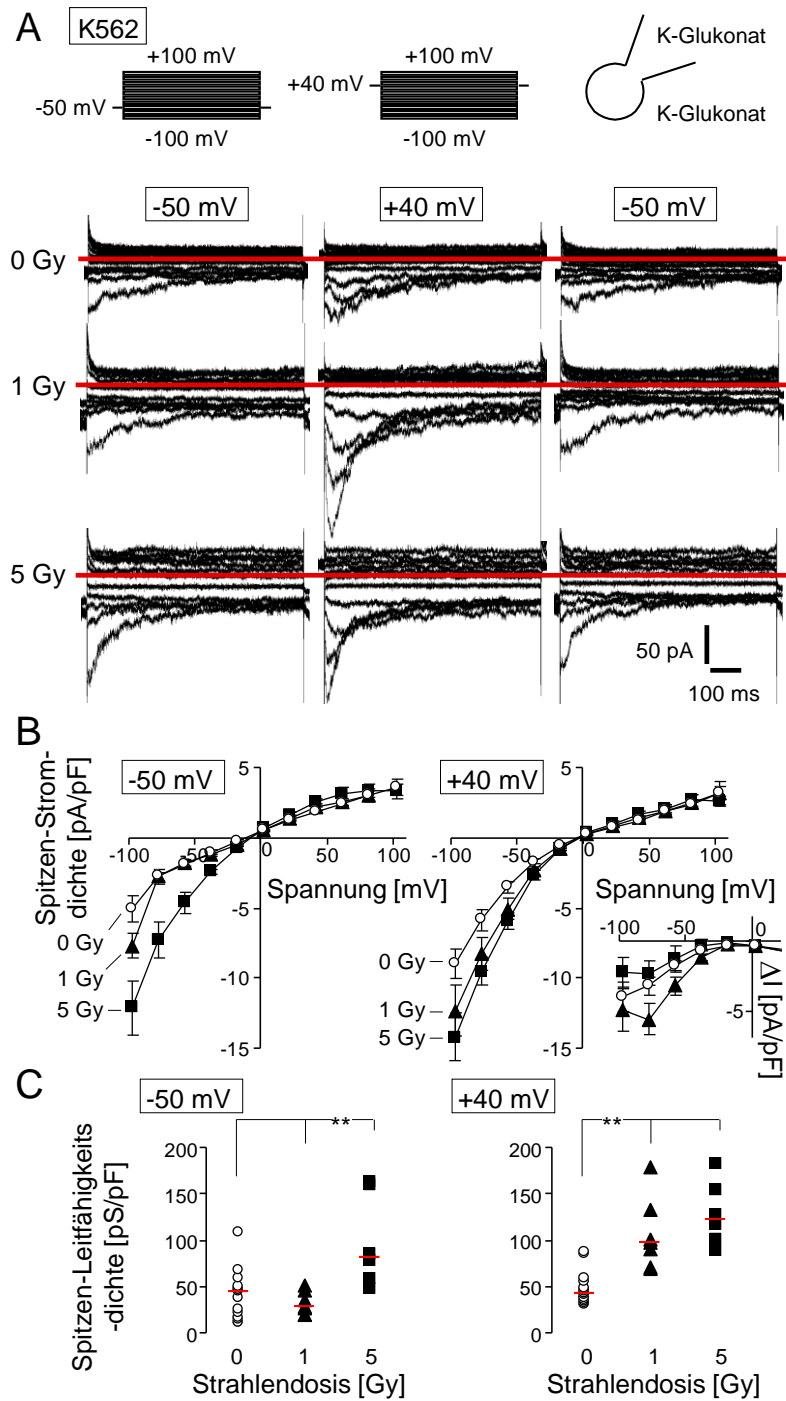 A
K562
+100 mV
-50 mV
-100 mV
+100 mV
+40 mV
-100 mV
K-Glukonat
K-Glukonat
-50 mV
+40 mV
-50 mV
0 Gy
1 Gy
5 Gy
50 pA
100 ms
B
Spitzen-Strom-
dichte [pA/pF]
-50 mV
5
-100
-50
0
50
100
Spannung [mV]
-5
-10
-15
0 Gy
1 Gy
5 Gy
+40 mV
5
-100
-50
0
50
100
Spannung [mV]
-5
-10
-15
0 Gy
1 Gy
5 Gy
-100
-50
0
-5
ΔI [pA/pF]
C
Spitzen-Leitfähigkeits
-dichte [pS/pF]
-50 mV
**
200
150
100
50
0
0 1 5
Strahlendosis [Gy]
+40 mV
**
200
150
100
50
0
0 1 5
Strahlendosis [Gy]